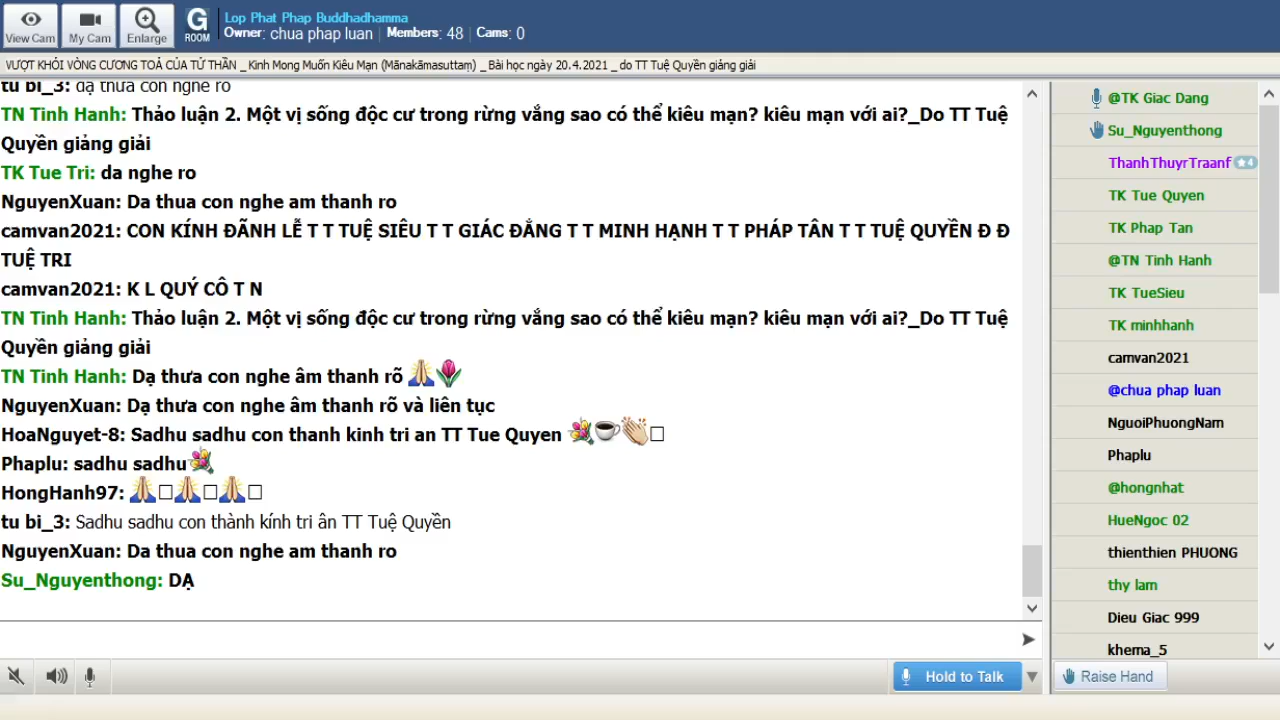 View Cam
My Cam
Enlarge
G
ROOM
Lop Phat Phap Buddhadhamma
Owner: chua phap luan Members: 48 Cams: 0
VƯỢT KHỎI VÒNG CƯƠNG TOẢ CỦA TỬ THẦN _ Kinh Mong Muốn Kiêu Mạn (Mānakāmasuttaṃ) _ Bài học ngày 20.4.2021 _ do TT Tuệ Quyền giảng giải
tu bi_3: dạ thưa con nghe rõ
TN Tinh Hanh: Thảo luận 2. Một vị sống độc cư trong rừng vắng sao có thể kiêu mạn? kiêu mạn với ai?_Do TT Tuệ
Quyền giảng giải
TK Tue Tri: da nghe ro
NguyenXuan: Da thua con nghe am thanh ro
camvan2021: CON KÍNH ĐÃNH LỄ T T TUỆ SIÊU T T GIÁC ĐẲNG T T MINH HẠNH T T PHÁP TÂN T T TUỆ QUYỀN Đ Đ
TUỆ TRI
camvan2021: K L QUÝ CÔ T N
TN Tinh Hanh: Thảo luận 2. Một vị sống độc cư trong rừng vắng sao có thể kiêu mạn? kiêu mạn với ai?_Do TT Tuệ
Quyền giảng giải
TN Tinh Hanh: Dạ thưa con nghe âm thanh rõ 🙏🌷
NguyenXuan: Dạ thưa con nghe âm thanh rõ và liên tục
HoaNguyet-8: Sadhu sadhu con thanh kinh tri an TT Tue Quyen 💐☕👏□
Phaplu: sadhu sadhu💐
HongHanh97: 🙏□🙏□🙏□
tu bi_3: Sadhu sadhu con thành kính tri ân TT Tuệ Quyền
NguyenXuan: Da thua con nghe am thanh ro
Su_Nguyenthong: DẠ
Hold to Talk
@TK Giac Dang
Su_Nguyenthong
ThanhThuyrTraanf ★4
TK Tue Quyen
TK Phap Tan
@TN Tinh Hanh
TK TueSieu
TK minhhanh
camvan2021
@chua phap luan
NguoiPhuongNam
Phaplu
@hongnhat
HueNgoc 02
thienthien PHUONG
thy lam
Dieu Giac 999
khema_5
Raise Hand